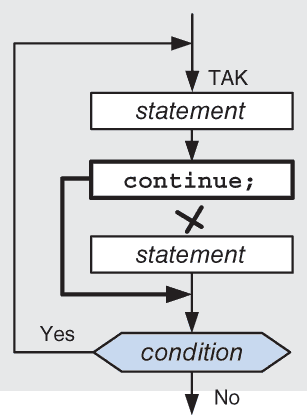 TAK
statement
continue;
statement
Yes
condition
No